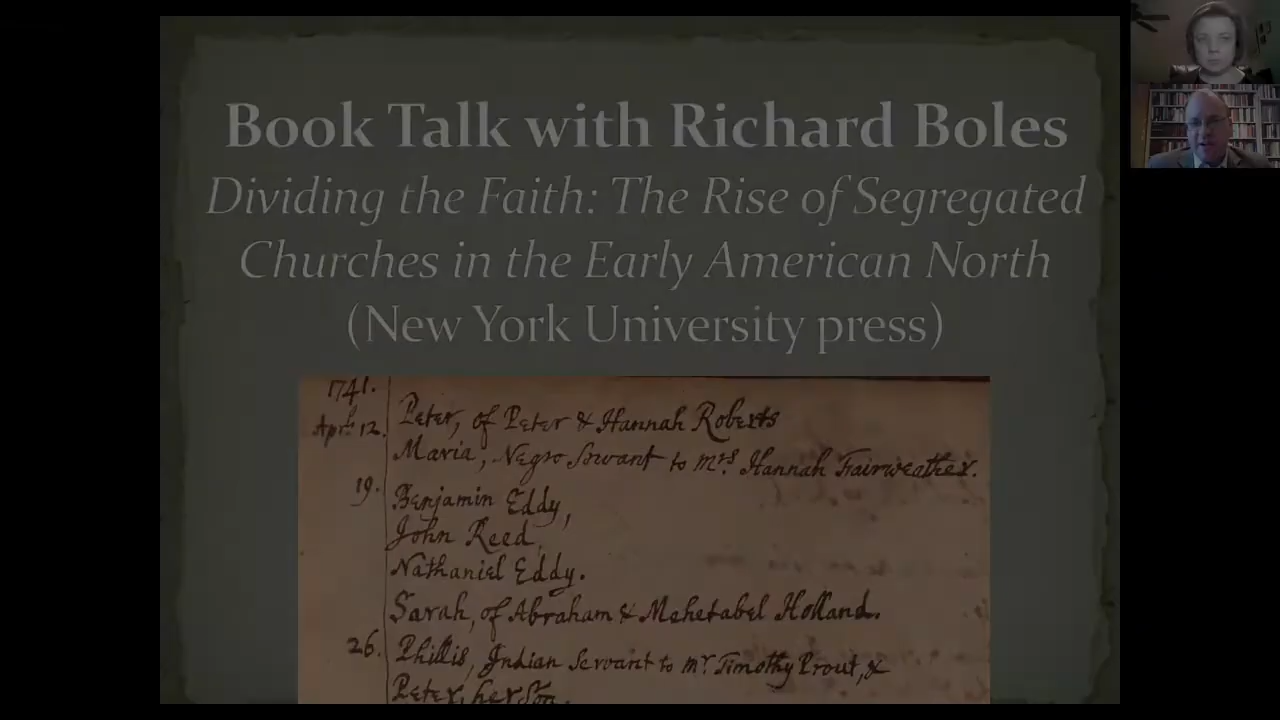 Book Talk with Richard Boles
Dividing the Faith: The Rise of Segregated
Churches in the Early American North
(New York University press)
1741.
Apr. 12. Peter, of Peter & Hannah Roberts
Maria, Negro Servant to Mrs. Hannah Fairweather.
19. Benjamin Eddy,
John Reed,
Nathaniel Eddy.
Sarah, of Abraham & Mehetabel Holland.
26. Phillis, Indian Servant to Mr. Timothy Prout, &
Peter, her Son.